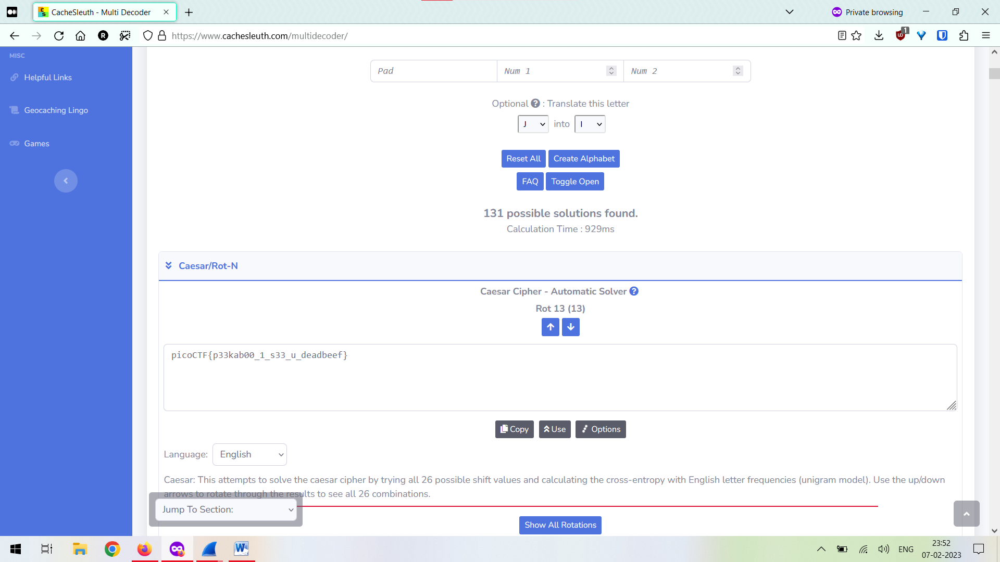 CacheSleuth - Multi Decoder
Private browsing
https://www.cachesleuth.com/multidecoder/
1
MISC
Helpful Links
Geocaching Lingo
Games
Pad
Num 1
Num 2
Optional ? : Translate this letter
J into I
Reset All
Create Alphabet
FAQ
Toggle Open
131 possible solutions found.
Calculation Time : 929ms
Caesar/Rot-N
Caesar Cipher - Automatic Solver ?
Rot 13 (13)
picoCTF{p33kab00_1_s33_u_deadbeef}
Copy
Use
Options
Language: English
Caesar: This attempts to solve the caesar cipher by trying all 26 possible shift values and calculating the cross-entropy with English letter frequencies (unigram model). Use the up/down
arrows to rotate through the results to see all 26 combinations.
Jump To Section:
Show All Rotations
ENG
23:52
07-02-2023